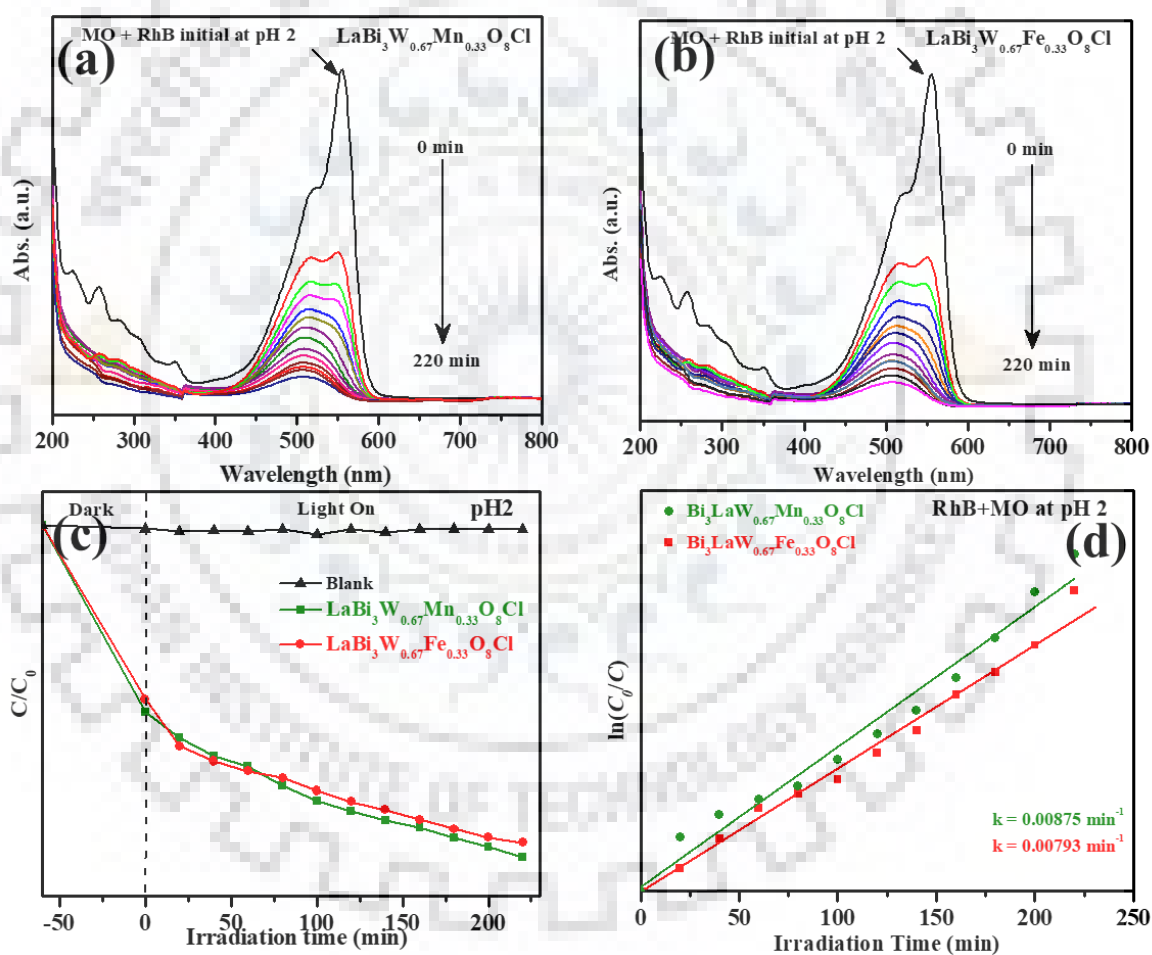 (a)
MO + RhB initial at pH 2
LaBi₃W₀.₆₇Mn₀.₃₃O₈Cl
0 min
220 min
Abs. (a.u.)
200 300 400 500 600 700 800
Wavelength (nm)
(b)
MO + RhB initial at pH 2
LaBi₃W₀.₆₇Fe₀.₃₃O₈Cl
0 min
220 min
Abs. (a.u.)
200 300 400 500 600 700 800
Wavelength (nm)
(c)
Dark
Light On
pH2
Blank
LaBi₃W₀.₆₇Mn₀.₃₃O₈Cl
LaBi₃W₀.₆₇Fe₀.₃₃O₈Cl
C/C₀
-50 0 50 100 150 200
Irradiation time (min)
(d)
Bi₃LaW₀.₆₇Mn₀.₃₃O₈Cl
Bi₃LaW₀.₆₇Fe₀.₃₃O₈Cl
RhB+MO at pH 2
ln(C₀/C)
k = 0.00875 min⁻¹
k = 0.00793 min⁻¹
0 50 100 150 200 250
Irradiation Time (min)